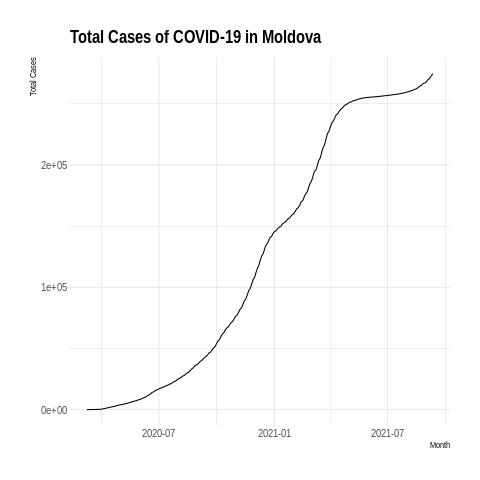 Total Cases of COVID-19 in Moldova
Total Cases
2e+05
1e+05
0e+00
2020-07 2021-01 2021-07
Month